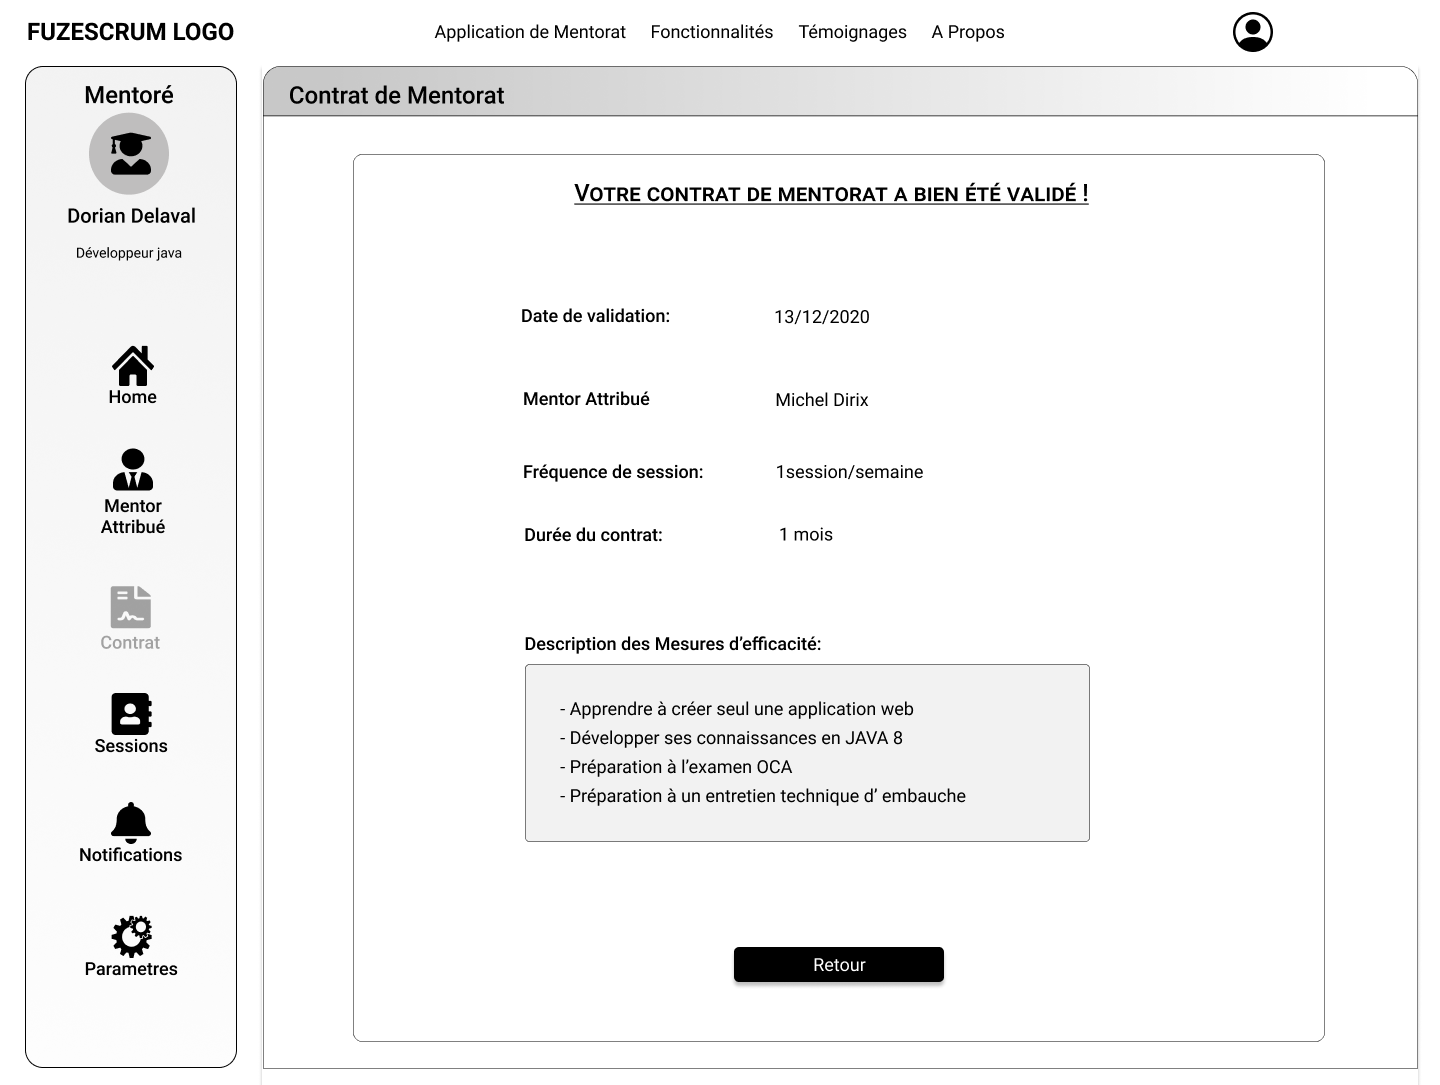 FUZESCRUM LOGO
Application de Mentorat Fonctionnalités Témoignages A Propos
Mentoré
Dorian Delaval
Développeur java
Home
Mentor
Attribué
Contrat
Sessions
Notifications
Parametres
Contrat de Mentorat
Votre contrat de mentorat a bien été validé !
Date de validation: 13/12/2020
Mentor Attribué Michel Dirix
Fréquence de session: 1session/semaine
Durée du contrat: 1 mois
Description des Mesures d’efficacité:
- Apprendre à créer seul une application web
- Développer ses connaissances en JAVA 8
- Préparation à l’examen OCA
- Préparation à un entretien technique d’ embauche
Retour